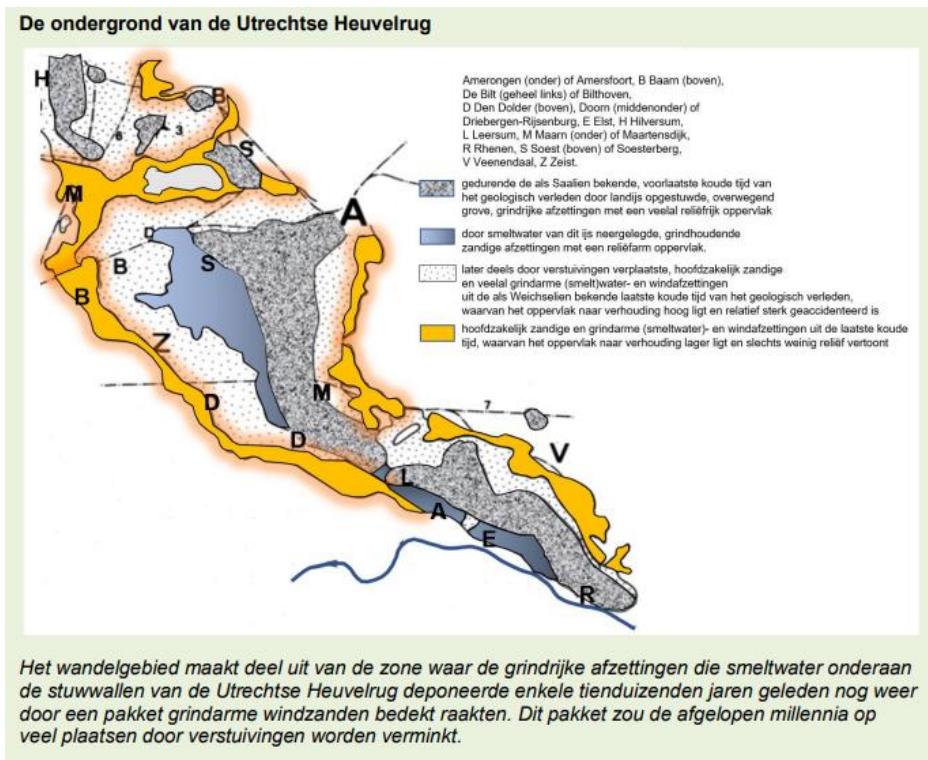 De ondergrond van de Utrechtse Heuvelrug
Amerongen (onder) of Amersfoort, B Baarn (boven),
De Bilt (geheel links) of Bilthoven,
D Den Dolder (boven), Doorn (middenonder) of
Driebergen-Rijsenburg, E Elst, H Hilversum,
L Leersum, M Maarn (onder) of Maartensdijk,
R Rhenen, S Soest (boven) of Soesterberg,
V Veenendaal, Z Zeist.
gedurende de als Saalien bekende, voorlaatste koude tijd van
het geologisch verleden door landijs opgestuwde, overwegend
grove, grindrijke afzettingen met een veelal reliëfrijk oppervlak
door smeltwater van dit ijs neergelegde, grindhoudende
zandige afzettingen met een reliëfarm oppervlak.
later deels door verstuivingen verplaatste, hoofdzakelijk zandige
en veelal grindarme (smelt)water- en windafzettingen
uit de als Weichselien bekende laatste koude tijd van het geologisch verleden,
waarvan het oppervlak naar verhouding hoog ligt en relatief sterk geaccidenteerd is
hoofdzakelijk zandige en grindarme (smeltwater)- en windafzettingen uit de laatste koude
tijd, waarvan het oppervlak naar verhouding lager ligt en slechts weinig reliëf vertoont
H
B
6
3
S
M
A
D
B
S
B
Z
D
M
7
D
V
L
A
E
R
Het wandelgebied maakt deel uit van de zone waar de grindrijke afzettingen die smeltwater onderaan
de stuwwallen van de Utrechtse Heuvelrug deponeerde enkele tienduizenden jaren geleden nog weer
door een pakket grindarme windzanden bedekt raakten. Dit pakket zou de afgelopen millennia op
veel plaatsen door verstuivingen worden verminkt.